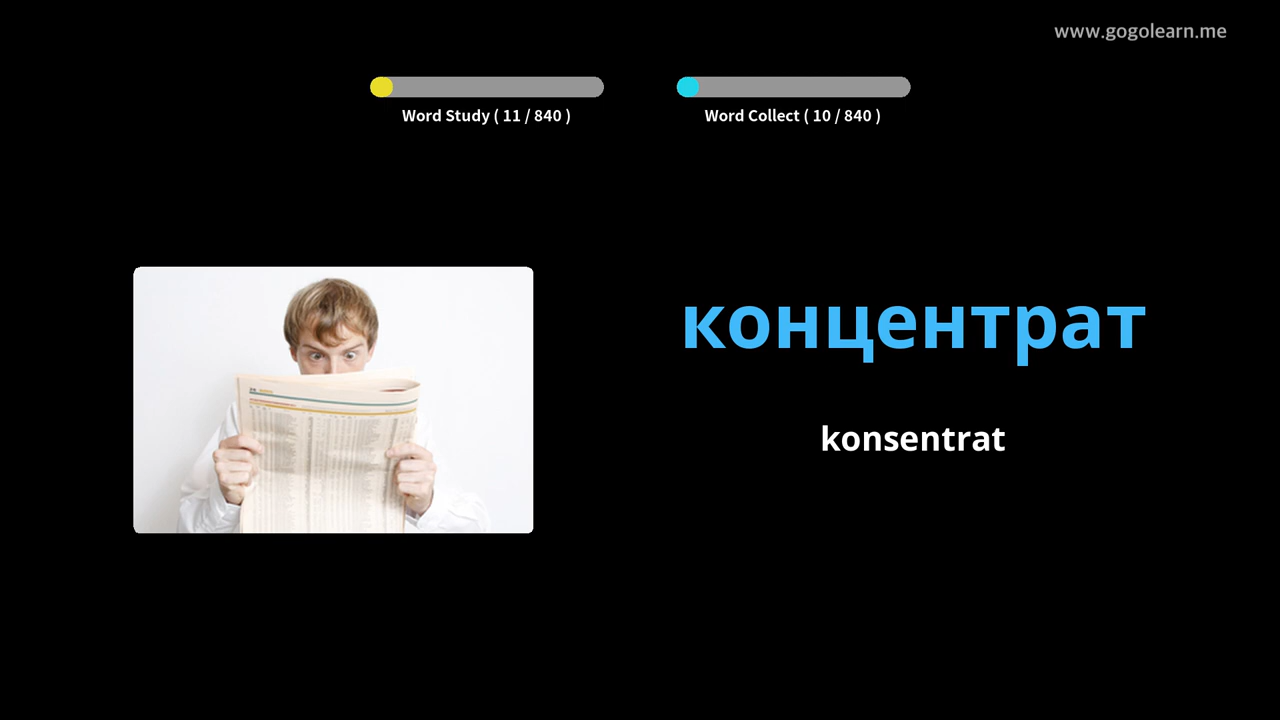 www.gogolearn.me
Word Study ( 11 / 840 )
Word Collect ( 10 / 840 )
концентрат
konsentrat